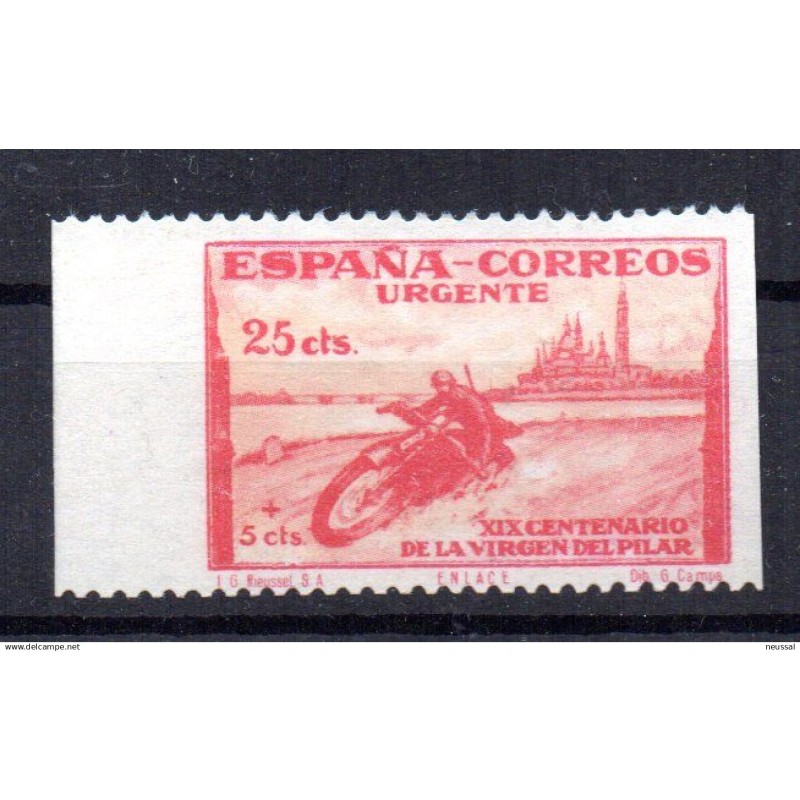 ESPAÑA-CORREOS
URGENTE
25 cts.
+
5 cts.
XIX CENTENARIO
DE LA VIRGEN DEL PILAR
I G Rieusset S A
ENLACE
Dib. G. Camps
www.delcampe.net
neussal